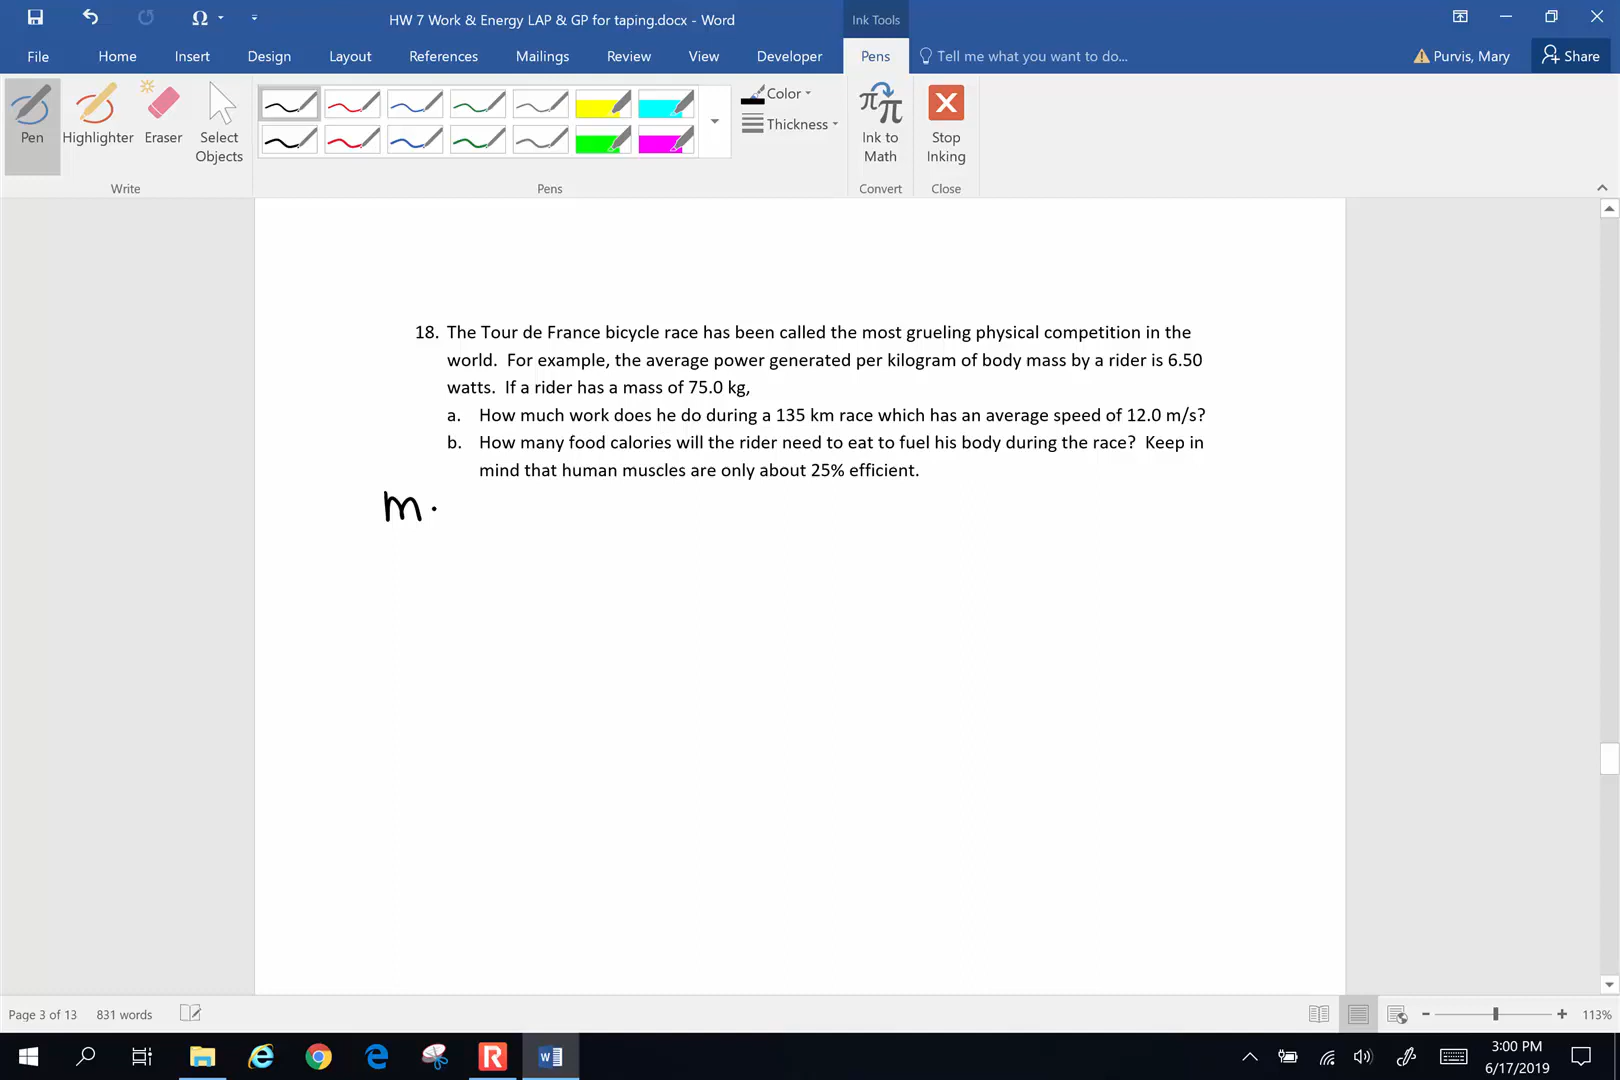 HW 7 Work & Energy LAP & GP for taping.docx - Word
Ink Tools
File Home Insert Design Layout References Mailings Review View Developer Pens Tell me what you want to do... Purvis, Mary Share
Pen Highlighter Eraser Select Objects
Color
Thickness
Ink to Math
Stop Inking
Write Pens Convert Close
18. The Tour de France bicycle race has been called the most grueling physical competition in the
world. For example, the average power generated per kilogram of body mass by a rider is 6.50
watts. If a rider has a mass of 75.0 kg,
a. How much work does he do during a 135 km race which has an average speed of 12.0 m/s?
b. How many food calories will the rider need to eat to fuel his body during the race? Keep in
mind that human muscles are only about 25% efficient.
m
Page 3 of 13 831 words 113%
3:00 PM
6/17/2019